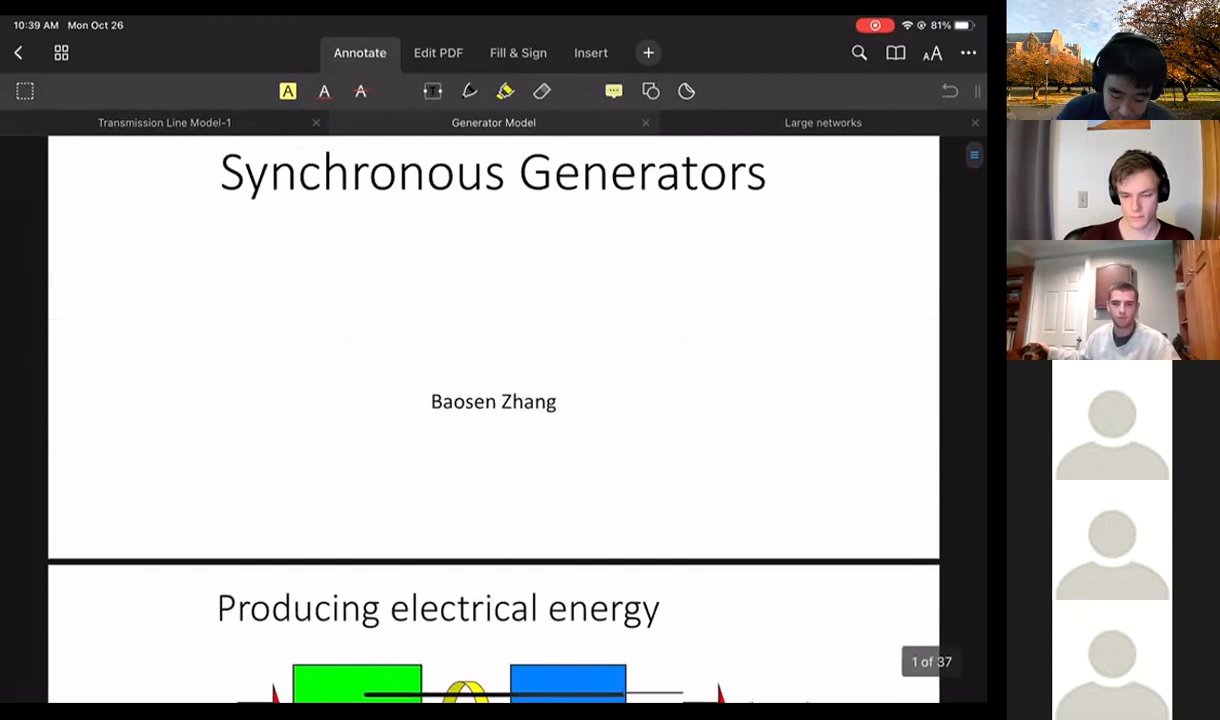 10:39 AM Mon Oct 26
81%
Annotate Edit PDF Fill & Sign Insert
AA
A A A T
Transmission Line Model-1 Generator Model Large networks
Synchronous Generators
Baosen Zhang
Producing electrical energy
1 of 37